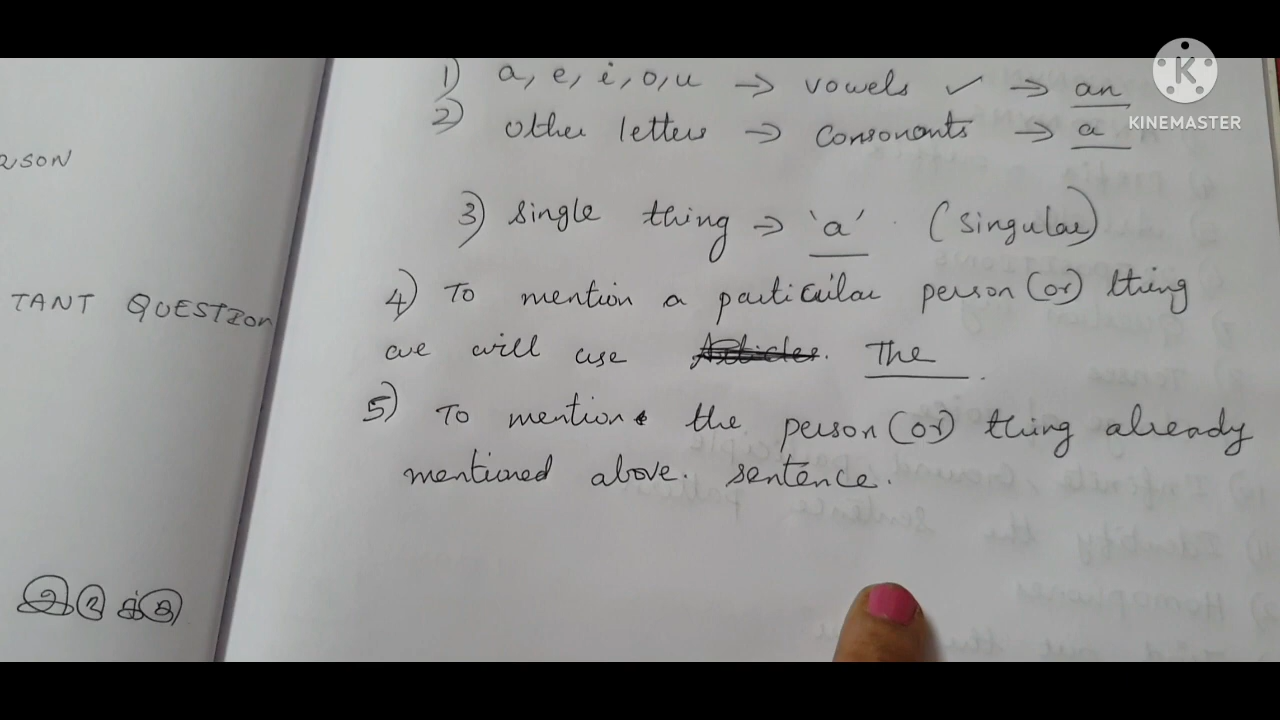 1) a, e, i, o, u → vowels ✓ → an
2) other letters → consonants → a
3) single thing → 'a' . (singular)
4) To mention a particular person (or) thing
we will use Articles. The.
5) To mention the person (or) thing already
mentioned above. sentence.
RSON
TANT QUESTION
KINEMASTER